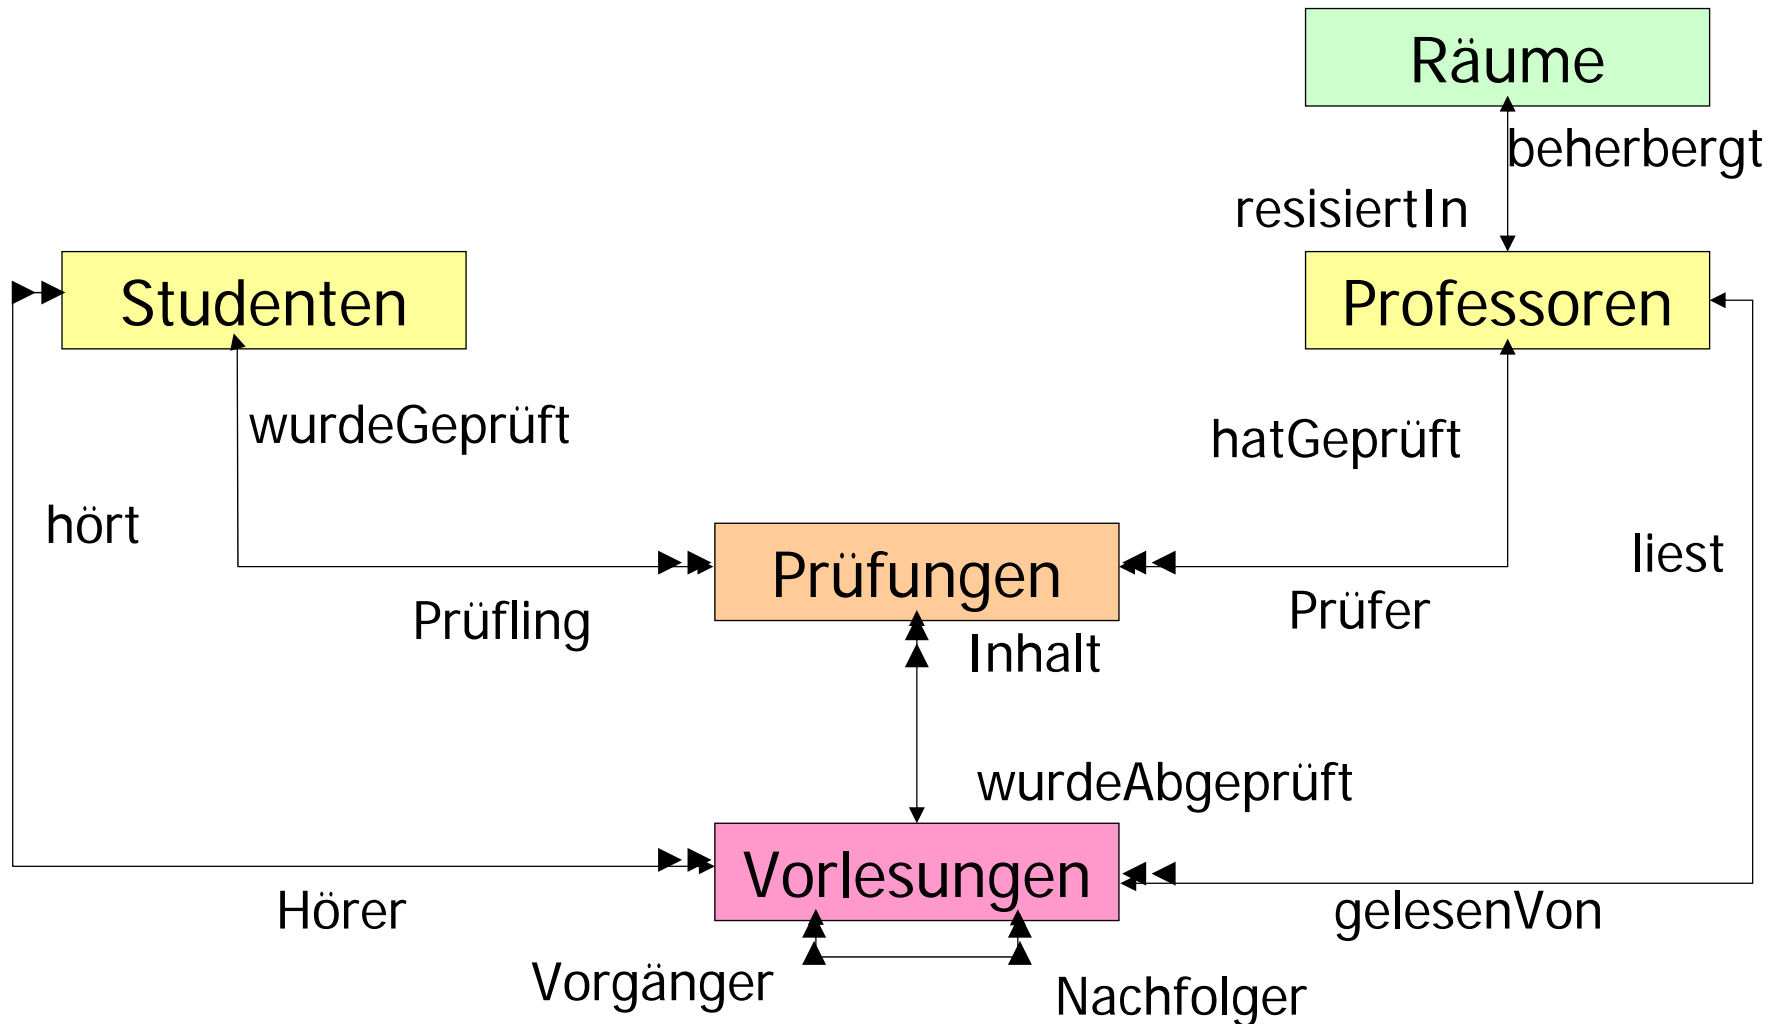 Räume
beherbergt
resisiertIn
Studenten
Professoren
wurdeGeprüft
hatGeprüft
hört
liest
Prüfungen
Prüfling
Prüfer
Inhalt
wurdeAbgeprüft
Vorlesungen
Hörer
gelesenVon
Vorgänger
Nachfolger